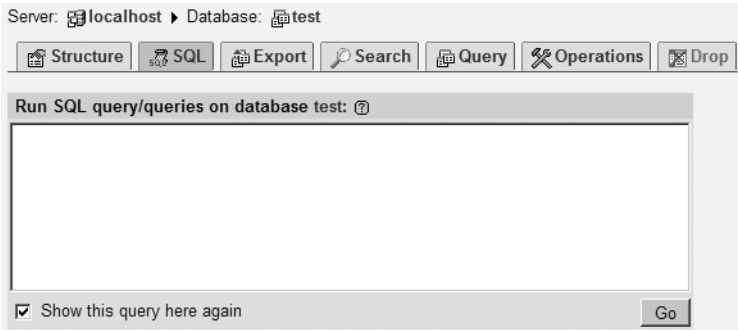 Server: localhost ▸ Database: test
Structure SQL Export Search Query Operations Drop
Run SQL query/queries on database test:
Show this query here again Go